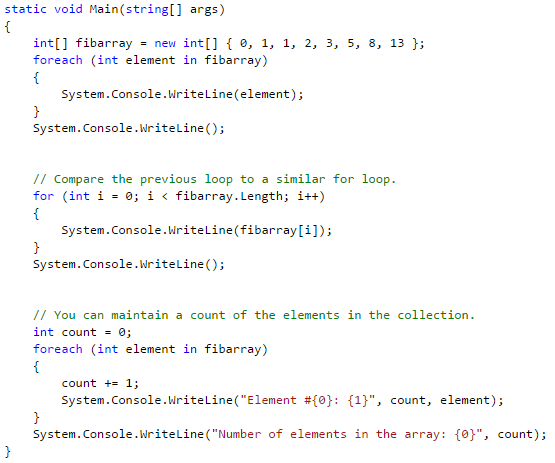 static void Main(string[] args)
{
    int[] fibarray = new int[] { 0, 1, 1, 2, 3, 5, 8, 13 };
    foreach (int element in fibarray)
    {
        System.Console.WriteLine(element);
    }
    System.Console.WriteLine();


    // Compare the previous loop to a similar for loop.
    for (int i = 0; i < fibarray.Length; i++)
    {
        System.Console.WriteLine(fibarray[i]);
    }
    System.Console.WriteLine();


    // You can maintain a count of the elements in the collection.
    int count = 0;
    foreach (int element in fibarray)
    {
        count += 1;
        System.Console.WriteLine("Element #{0}: {1}", count, element);
    }
    System.Console.WriteLine("Number of elements in the array: {0}", count);
}